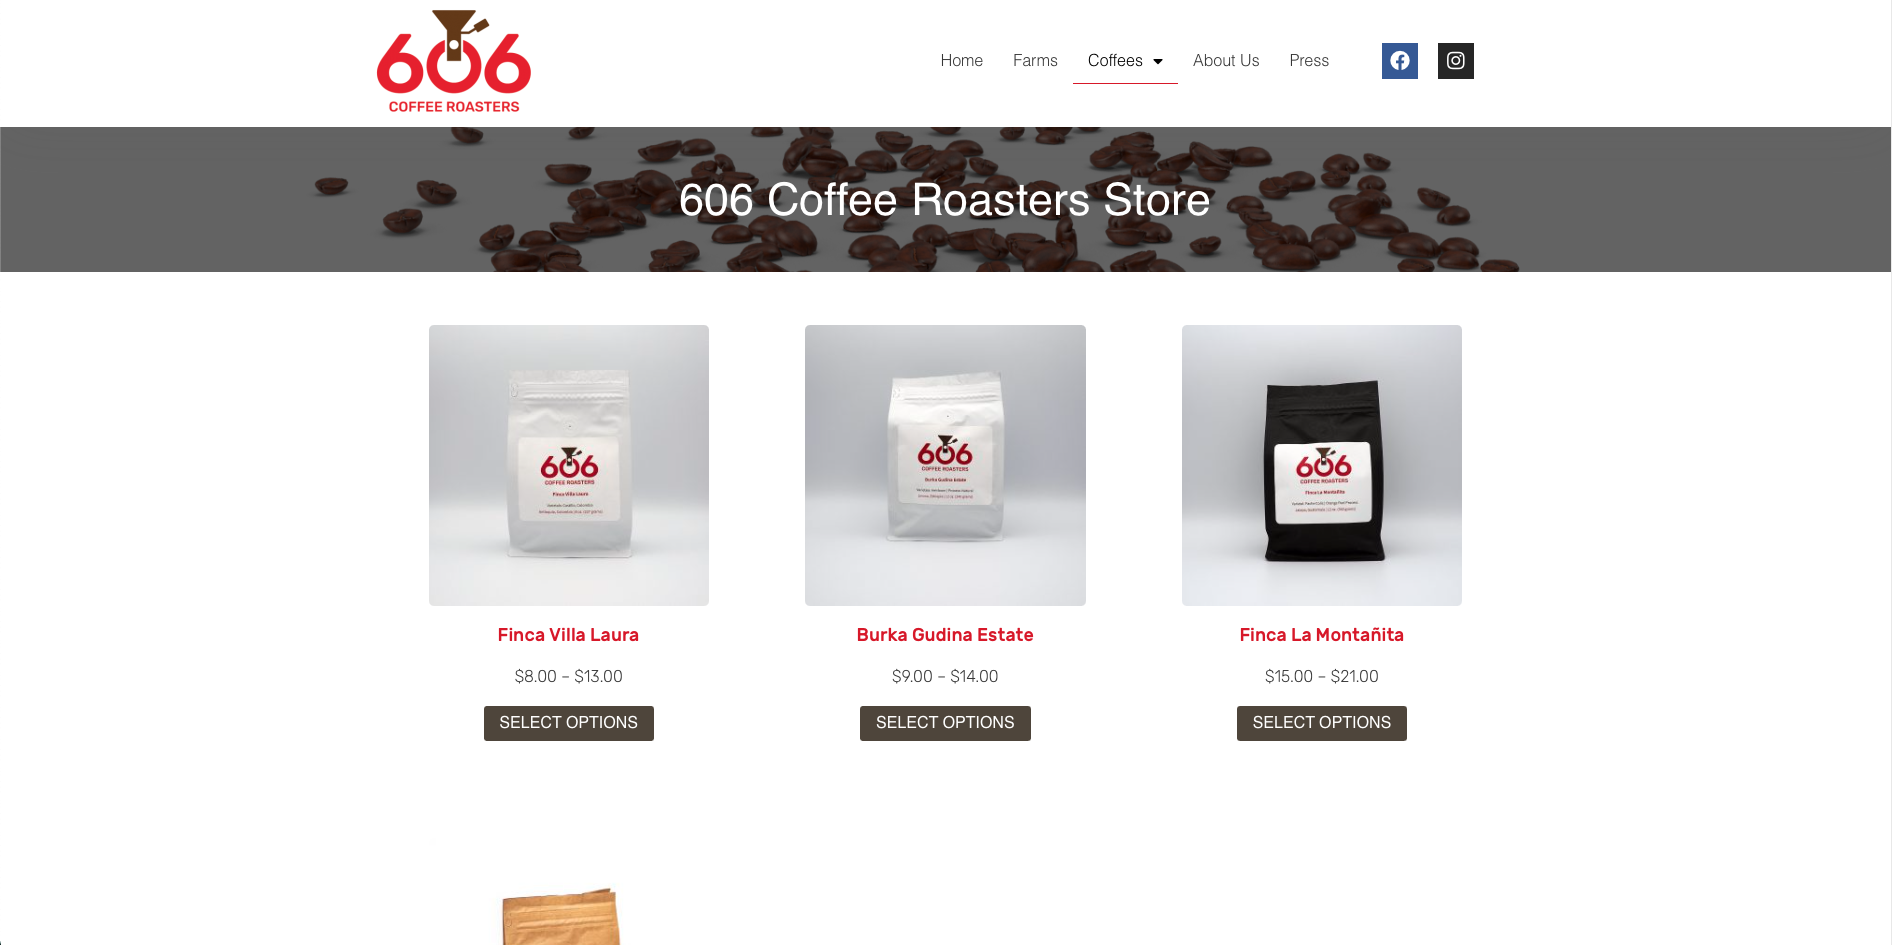 606
COFFEE ROASTERS
Home
Farms
Coffees
About Us
Press
606 Coffee Roasters Store
606
COFFEE ROASTERS
Finca Villa Laura
606
COFFEE ROASTERS
Burka Gudina Estate
606
COFFEE ROASTERS
Finca La Montañita
Finca Villa Laura
$8.00 – $13.00
SELECT OPTIONS
Burka Gudina Estate
$9.00 – $14.00
SELECT OPTIONS
Finca La Montañita
$15.00 – $21.00
SELECT OPTIONS